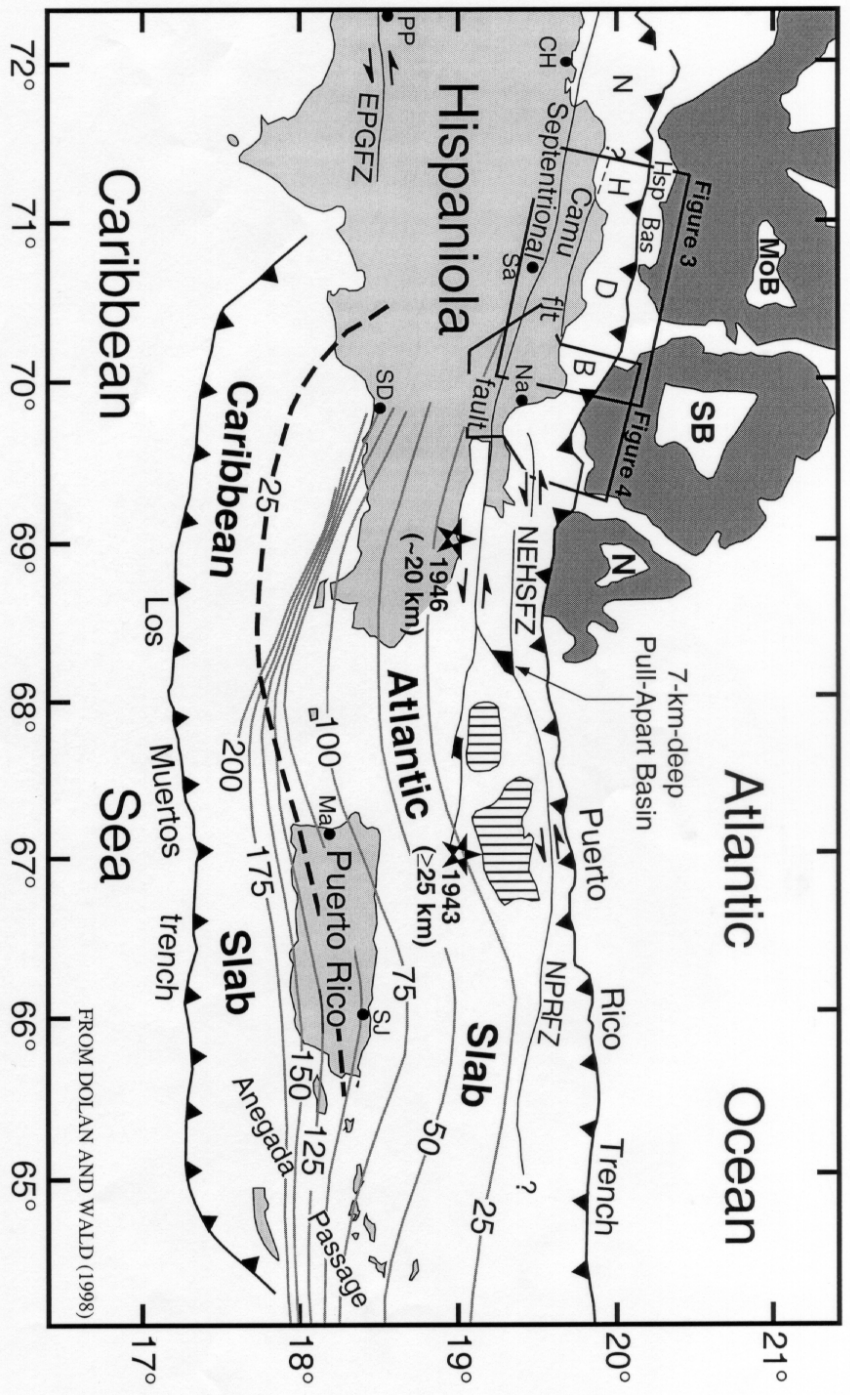 Atlantic Ocean
Caribbean Sea
Hispaniola
Puerto Rico
MoB
SB
N
Figure 3
Figure 4
Hsp
Bas
N
?
H
D
B
CH
PP
Septentrional
Camu
flt
Sa
Na
fault
EPGFZ
SD
NEHSFZ
7-km-deep
Pull-Apart Basin
Puerto Rico Trench
NPRFZ
?
1946
(~20 km)
1943
(≥25 km)
Atlantic Slab
Caribbean Slab
25
50
75
100
125
150
175
200
25
Ma
SJ
Anegada
Passage
Los Muertos trench
FROM DOLAN AND WALD (1998)
72° 71° 70° 69° 68° 67° 66° 65°
21°
20°
19°
18°
17°